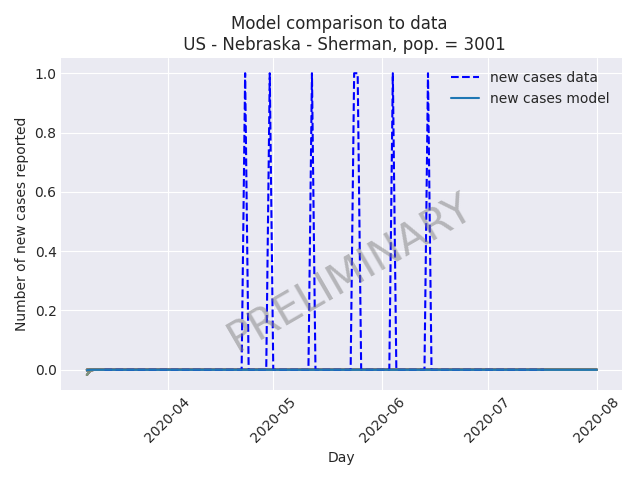 Model comparison to data
US - Nebraska - Sherman, pop. = 3001
Number of new cases reported
1.0
0.8
0.6
0.4
0.2
0.0
new cases data
new cases model
PRELIMINARY
2020-04
2020-05
2020-06
2020-07
2020-08
Day